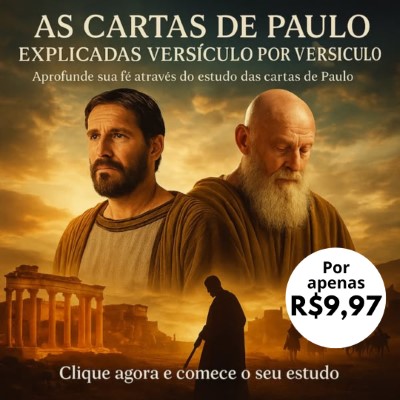 AS CARTAS DE PAULO
EXPLICADAS VERSÍCULO POR VERSICULO
Aprofunde sua fé através do estudo das cartas de Paulo
Por
apenas
R$9,97
Clique agora e comece o seu estudo